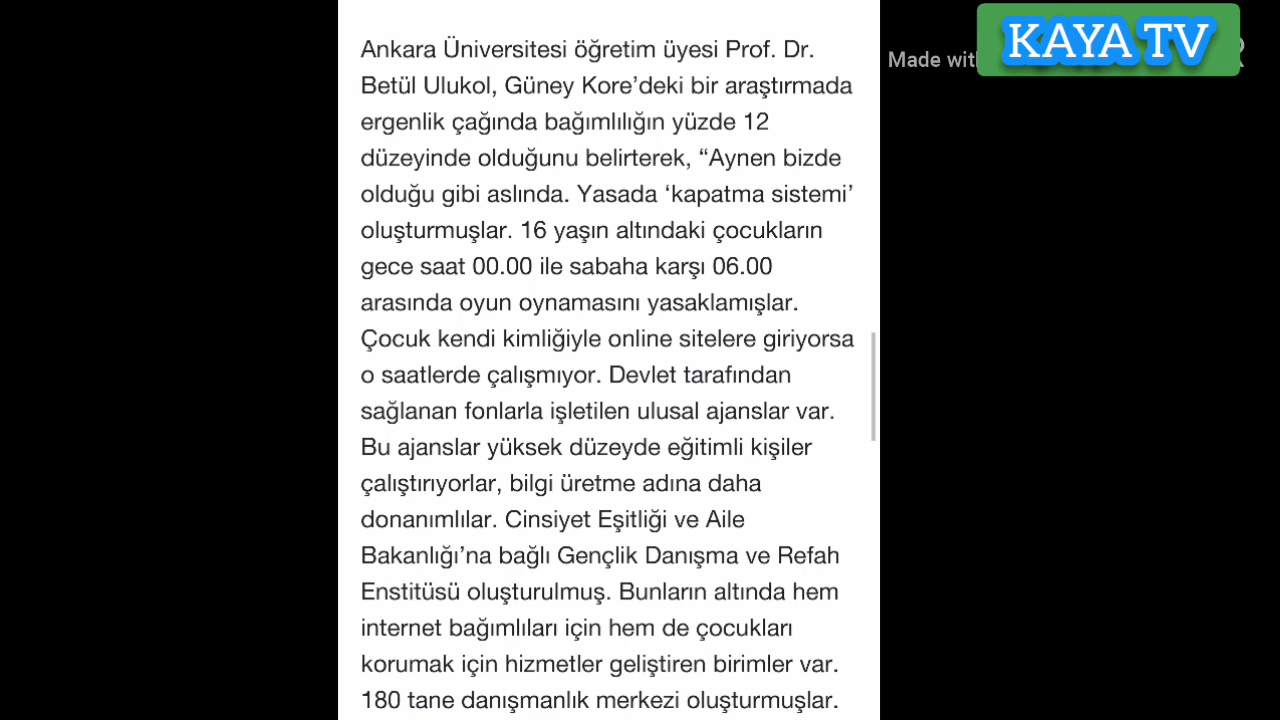 KAYA TV
Made with
Ankara Üniversitesi öğretim üyesi Prof. Dr.
Betül Ulukol, Güney Kore’deki bir araştırmada
ergenlik çağında bağımlılığın yüzde 12
düzeyinde olduğunu belirterek, “Aynen bizde
olduğu gibi aslında. Yasada ‘kapatma sistemi’
oluşturmuşlar. 16 yaşın altındaki çocukların
gece saat 00.00 ile sabaha karşı 06.00
arasında oyun oynamasını yasaklamışlar.
Çocuk kendi kimliğiyle online sitelere giriyorsa
o saatlerde çalışmıyor. Devlet tarafından
sağlanan fonlarla işletilen ulusal ajanslar var.
Bu ajanslar yüksek düzeyde eğitimli kişiler
çalıştırıyorlar, bilgi üretme adına daha
donanımlılar. Cinsiyet Eşitliği ve Aile
Bakanlığı’na bağlı Gençlik Danışma ve Refah
Enstitüsü oluşturulmuş. Bunların altında hem
internet bağımlıları için hem de çocukları
korumak için hizmetler geliştiren birimler var.
180 tane danışmanlık merkezi oluşturmuşlar.